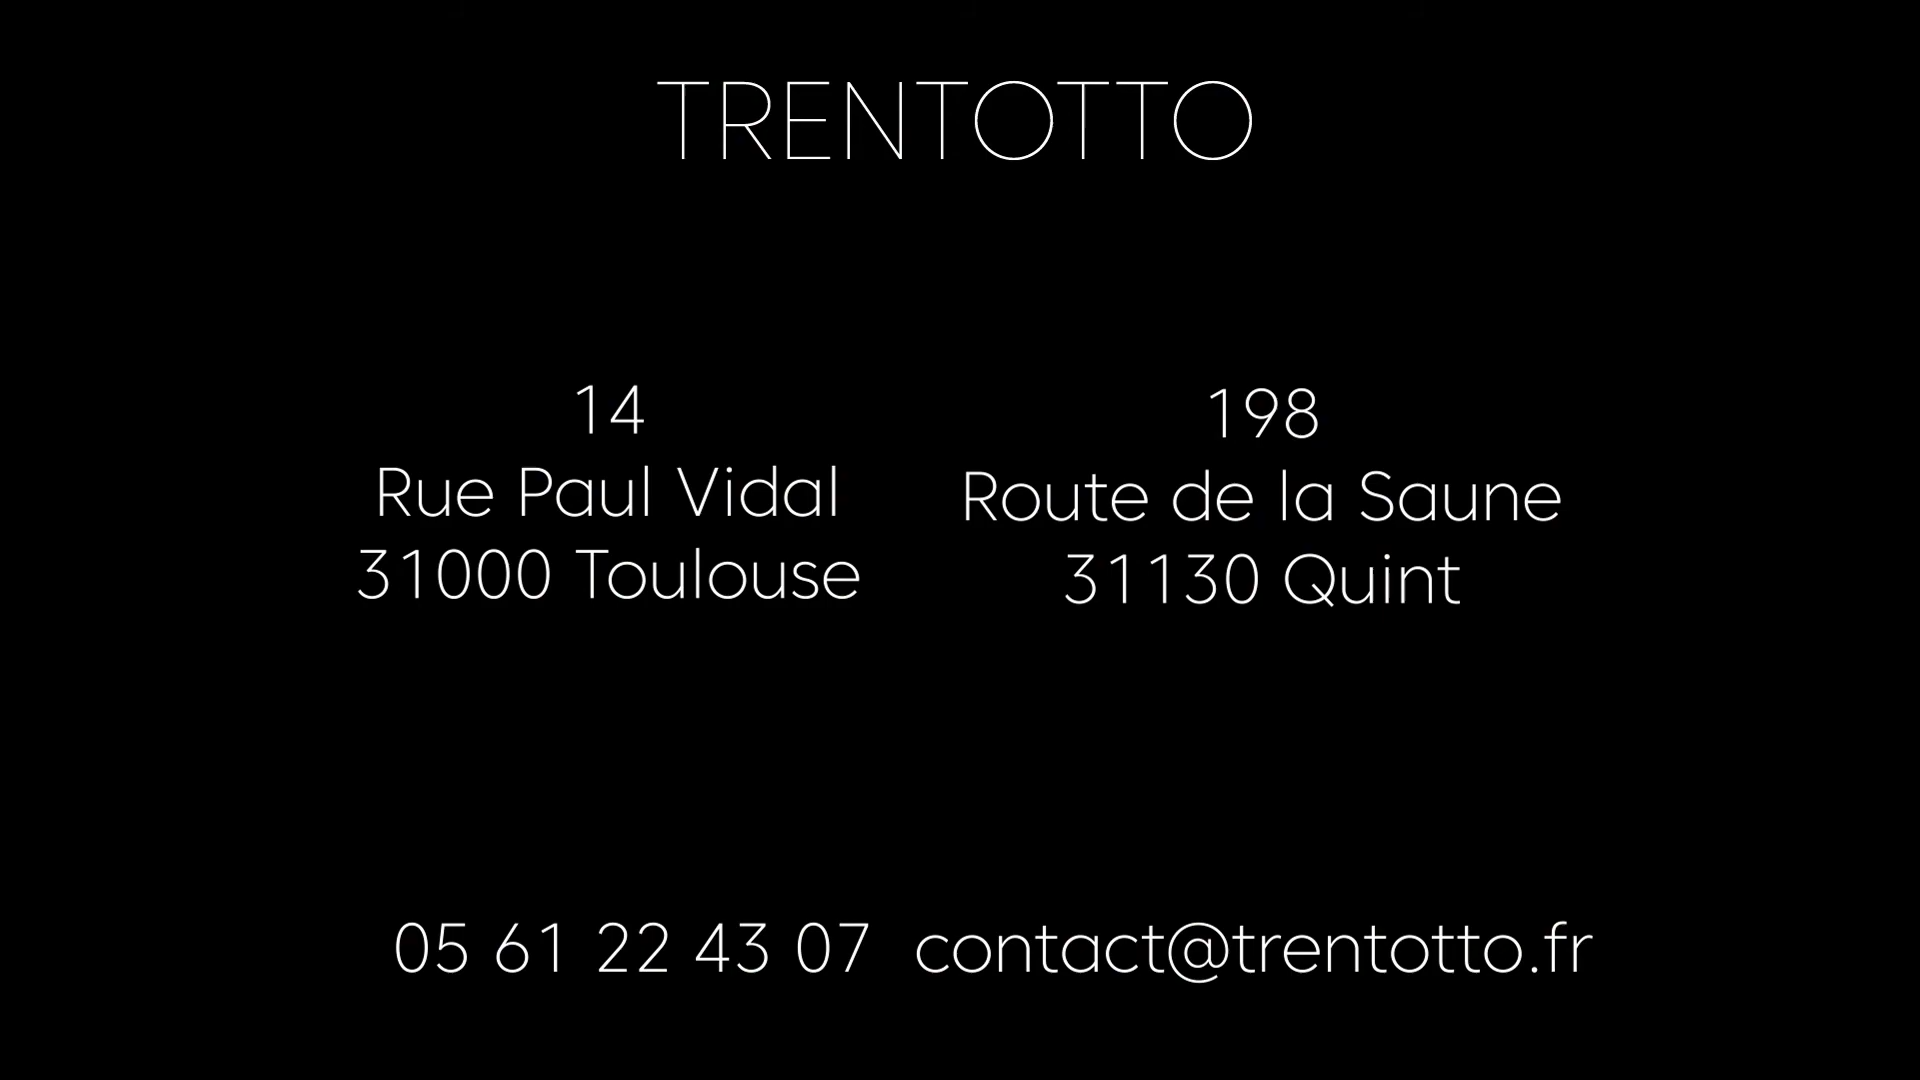 TRENTOTTO
14
Rue Paul Vidal
31000 Toulouse
198
Route de la Saune
31130 Quint
05 61 22 43 07 contact@trentotto.fr